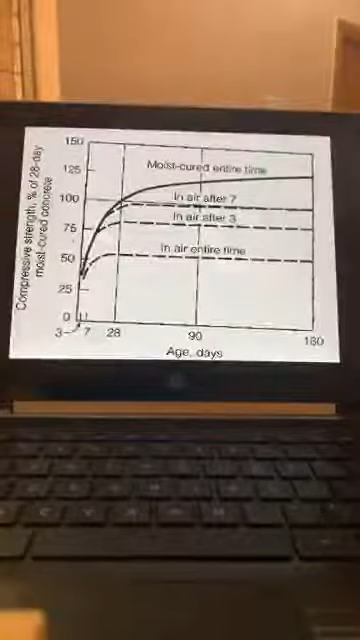 Compressive strength, % of 28-day
moist-cured concrete
150
125
100
75
50
25
0
Moist-cured entire time
In air after 7
In air after 3
In air entire time
3
7
28
90
180
Age, days